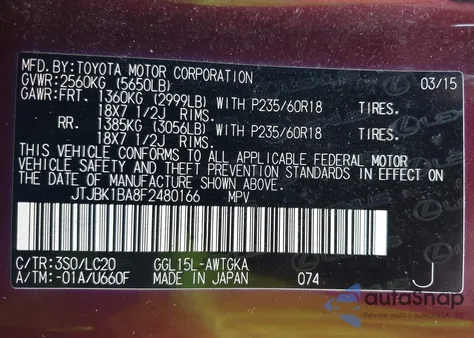 MFD.BY:TOYOTA MOTOR CORPORATION 03/15
GVWR:2560KG (5650LB)
GAWR:FRT. 1360KG (2999LB) WITH P235/60R18 TIRES.
18X7 1/2J RIMS.
RR. 1385KG (3056LB) WITH P235/60R18 TIRES.
18X7 1/2J RIMS.
THIS VEHICLE CONFORMS TO ALL APPLICABLE FEDERAL MOTOR
VEHICLE SAFETY AND THEFT PREVENTION STANDARDS IN EFFECT ON
THE DATE OF MANUFACTURE SHOWN ABOVE.
JTJBK1BA8F2480166 MPV
C/TR:3S0/LC20 GGL15L-AWTGKA J
A/TM:-01A/U660F MADE IN JAPAN 074
autoSnap